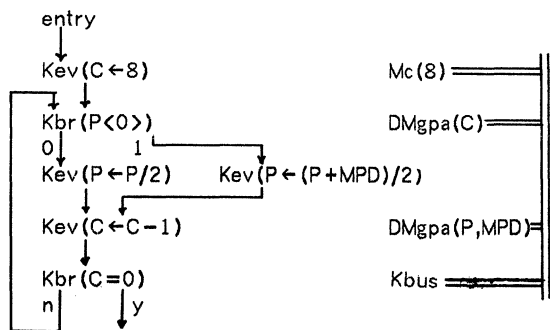 entry
Kev(C←8) Mc(8)
Kbr(P<0>) DMgpa(C)
0 1
Kev(P←P/2) Kev(P←(P+MPD)/2)
Kev(C←C-1) DMgpa(P,MPD)
Kbr(C=0) Kbus
n y